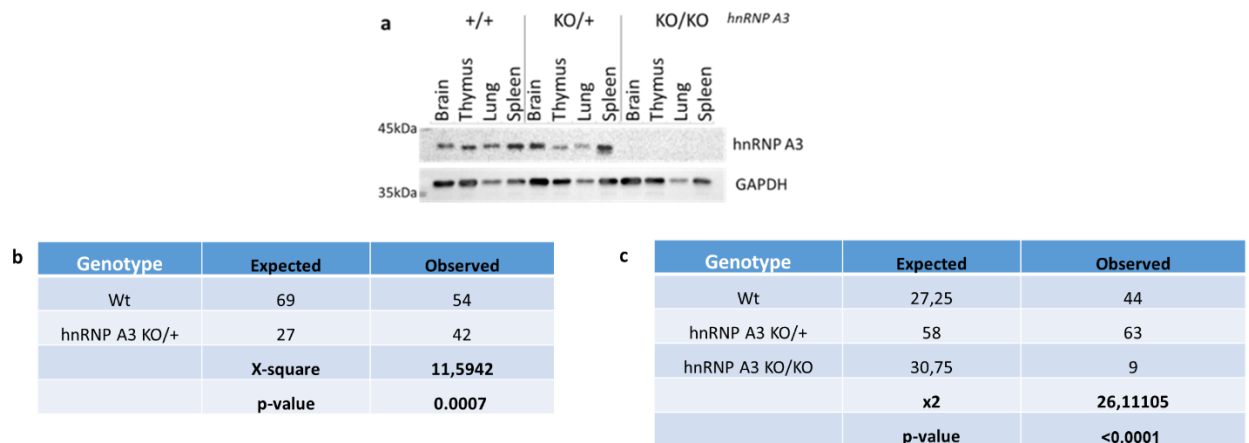 a +/+ KO/+ KO/KO hnRNP A3
Brain Thymus Lung Spleen Brain Thymus Lung Spleen Brain Thymus Lung Spleen
45kDa
hnRNP A3
GAPDH
35kDa
b
Genotype Expected Observed
Wt 69 54
hnRNP A3 KO/+ 27 42
X-square 11,5942
p-value 0.0007
c
Genotype Expected Observed
Wt 27,25 44
hnRNP A3 KO/+ 58 63
hnRNP A3 KO/KO 30,75 9
x2 26,11105
p-value <0.0001